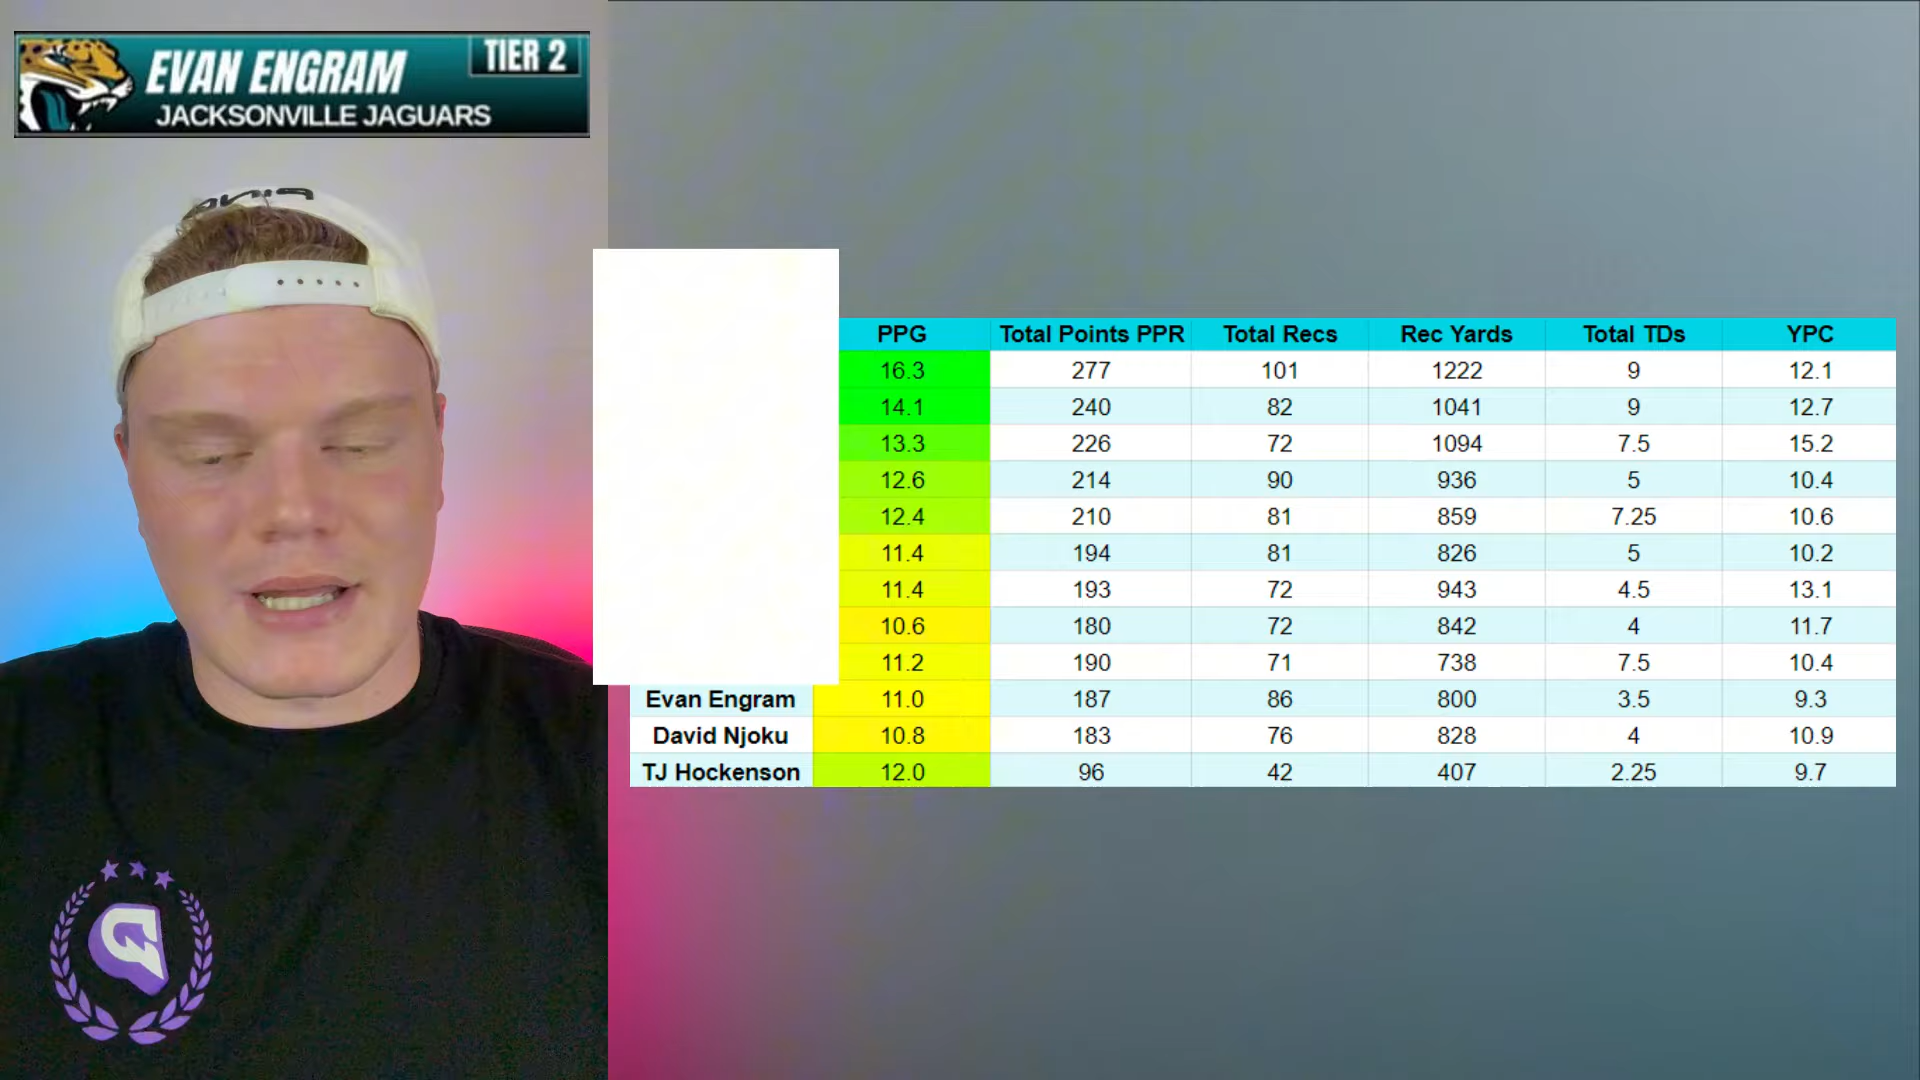 EVAN ENGRAM
TIER 2
JACKSONVILLE JAGUARS
PPG Total Points PPR Total Recs Rec Yards Total TDs YPC
16.3 277 101 1222 9 12.1
14.1 240 82 1041 9 12.7
13.3 226 72 1094 7.5 15.2
12.6 214 90 936 5 10.4
12.4 210 81 859 7.25 10.6
11.4 194 81 826 5 10.2
11.4 193 72 943 4.5 13.1
10.6 180 72 842 4 11.7
11.2 190 71 738 7.5 10.4
Evan Engram 11.0 187 86 800 3.5 9.3
David Njoku 10.8 183 76 828 4 10.9
TJ Hockenson 12.0 96 42 407 2.25 9.7